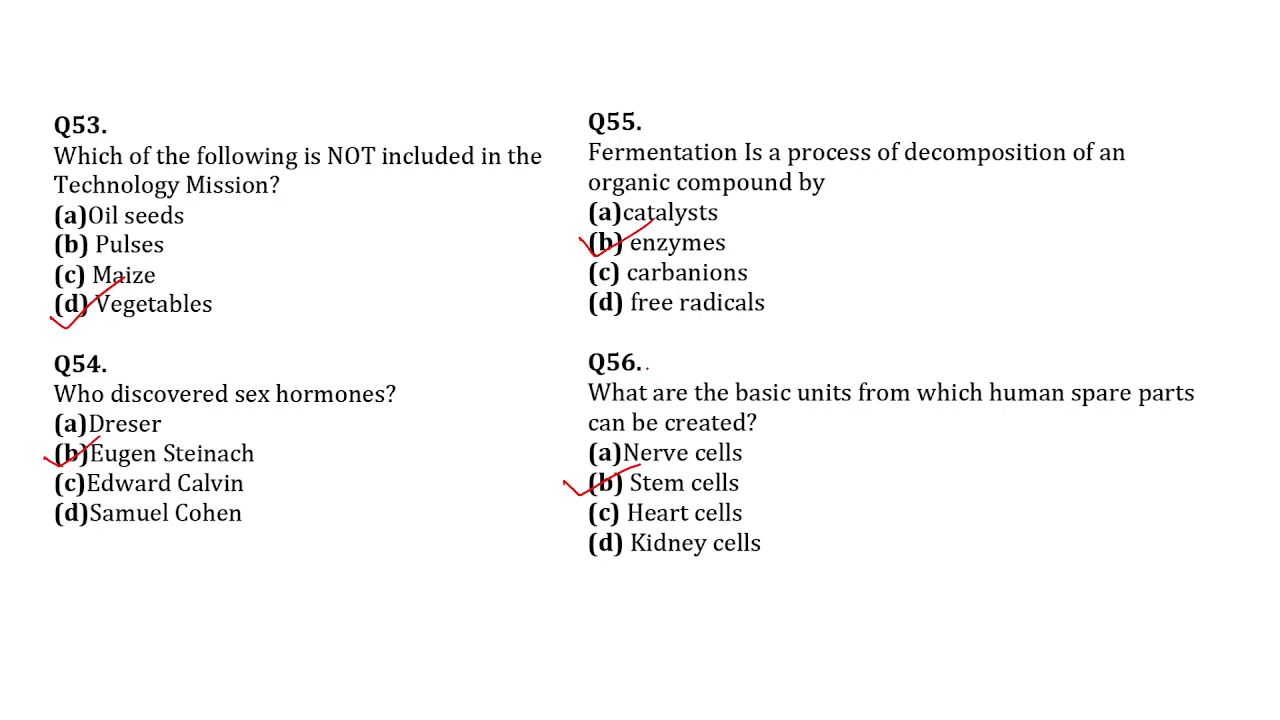 Q53.
Which of the following is NOT included in the
Technology Mission?
(a)Oil seeds
(b) Pulses
(c) Maize
(d) Vegetables
Q54.
Who discovered sex hormones?
(a)Dreser
(b)Eugen Steinach
(c)Edward Calvin
(d)Samuel Cohen
Q55.
Fermentation Is a process of decomposition of an
organic compound by
(a)catalysts
(b) enzymes
(c) carbanions
(d) free radicals
Q56.
What are the basic units from which human spare parts
can be created?
(a)Nerve cells
(b) Stem cells
(c) Heart cells
(d) Kidney cells